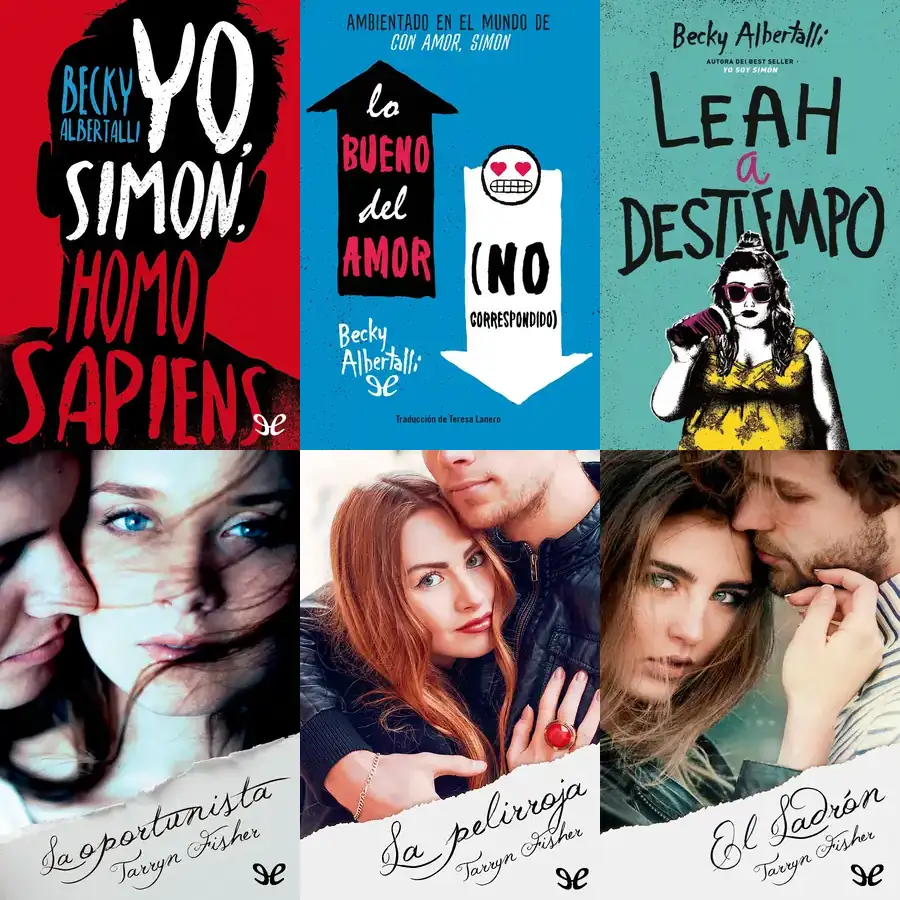 BECKY
ALBERTALLI
YO,
SIMON,
HOMO
SAPIENS
AMBIENTADO EN EL MUNDO DE
CON AMOR, SIMON
lo
BUENO
del
AMOR
(NO
CORRESPONDIDO)
Becky
Albertalli
Traducción de Teresa Lanero
Becky Albertalli
AUTORA DEL BEST SELLER
YO SOY SIMÓN
LEAH
a
DESTIEMPO
La oportunista
Tarryn Fisher
La pelirroja
Tarryn Fisher
El Ladrón
Tarryn Fisher